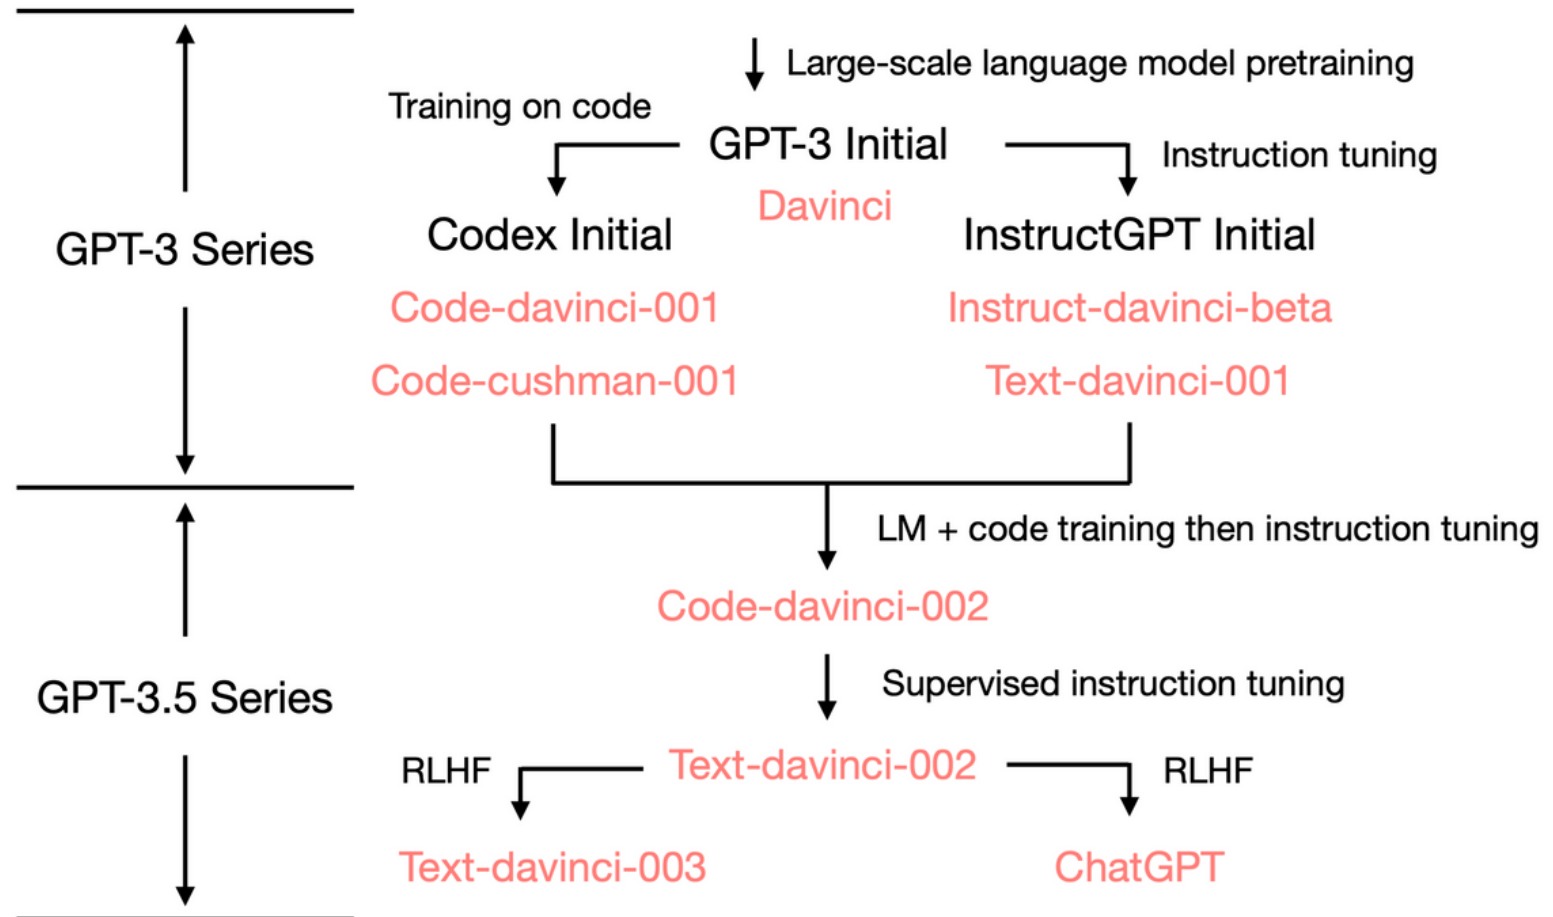 Large-scale language model pretraining
Training on code
GPT-3 Initial
Instruction tuning
Davinci
Codex Initial
InstructGPT Initial
GPT-3 Series
Code-davinci-001
Instruct-davinci-beta
Code-cushman-001
Text-davinci-001
LM + code training then instruction tuning
Code-davinci-002
Supervised instruction tuning
GPT-3.5 Series
RLHF
Text-davinci-002
RLHF
Text-davinci-003
ChatGPT